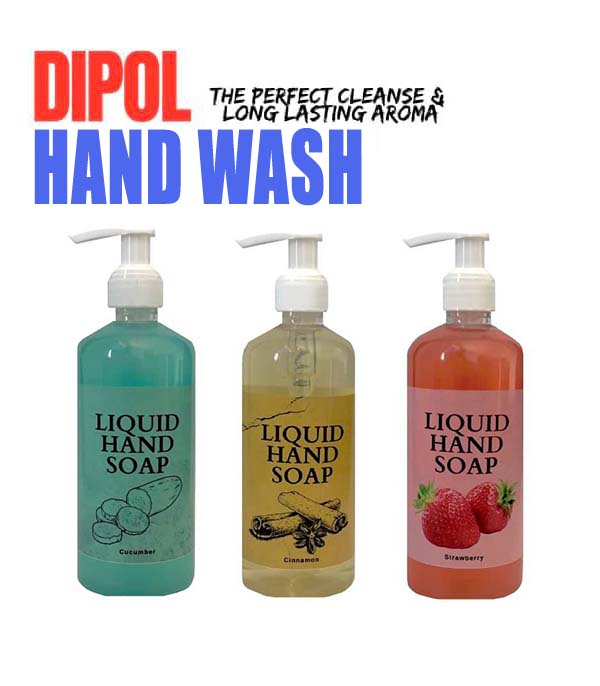 DIPOL
THE PERFECT CLEANSE &
LONG LASTING AROMA
HAND WASH
LIQUID
HAND
SOAP
Cucumber
LIQUID
HAND
SOAP
Cinnamon
LIQUID
HAND
SOAP
Strawberry